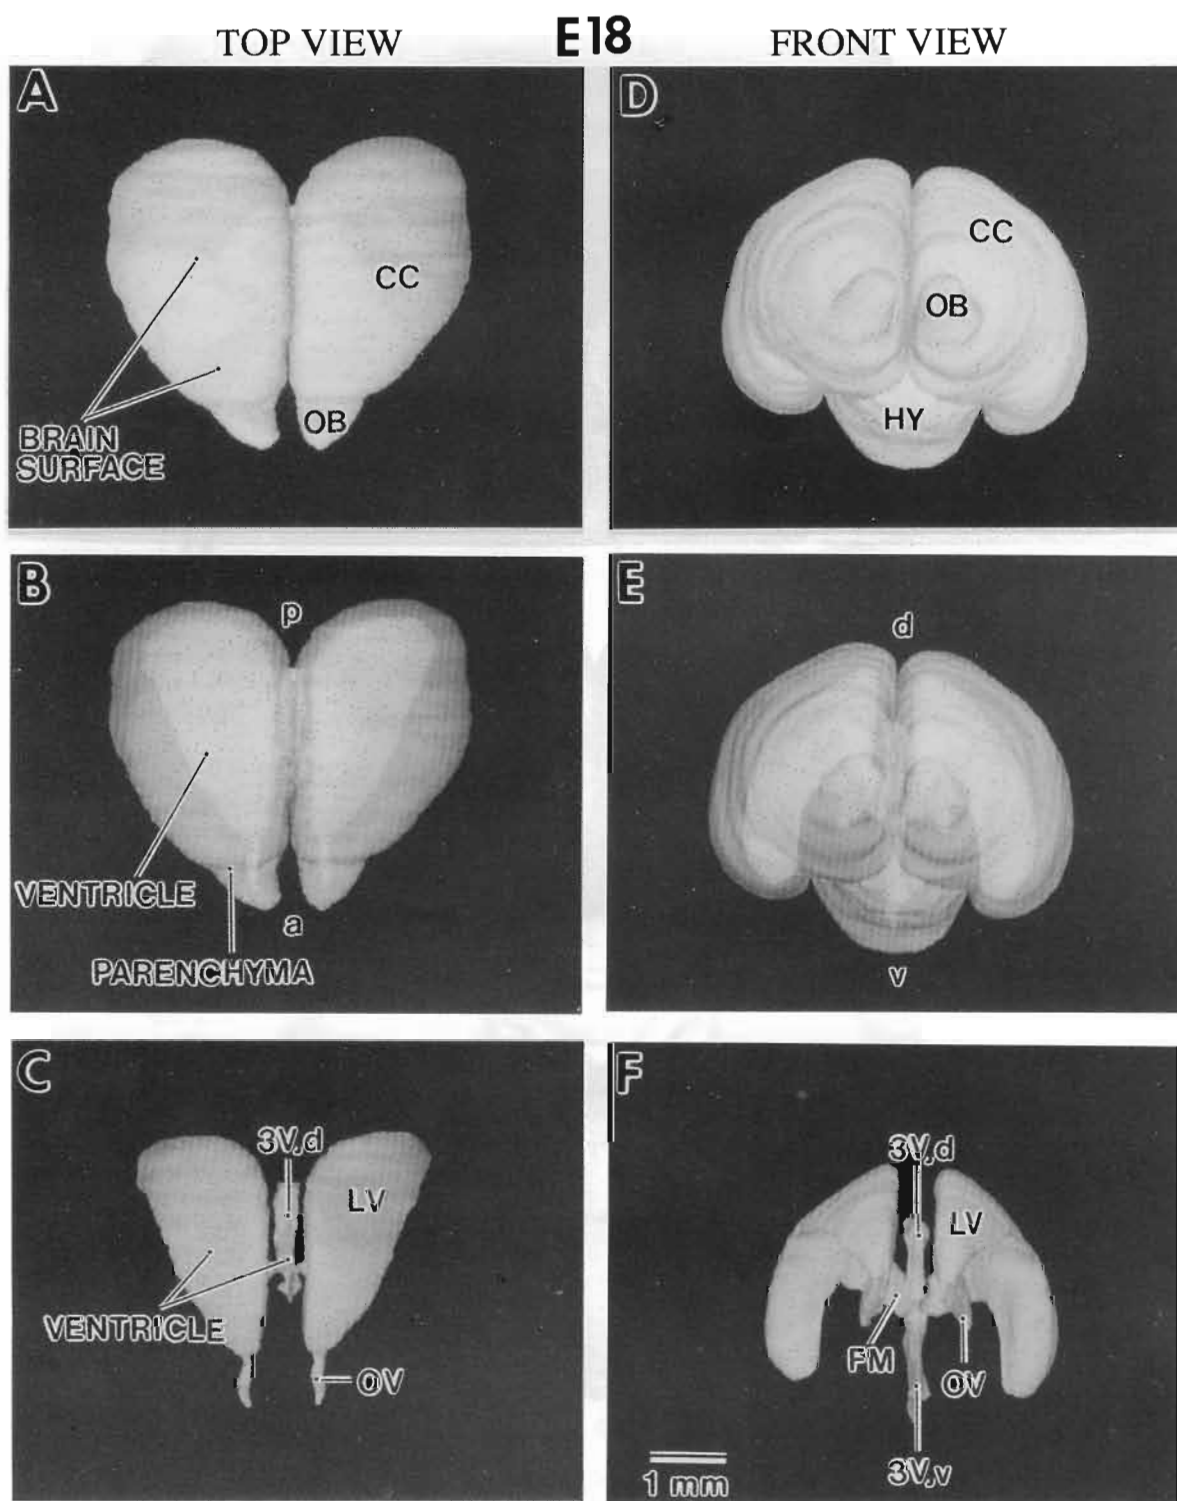 E18
TOP VIEW
FRONT VIEW
A
CC
OB
BRAIN
SURFACE
D
CC
OB
HY
B
p
VENTRICLE
a
PARENCHYMA
E
d
v
C
3V,d
LV
VENTRICLE
OV
F
3V,d
LV
FM
OV
3V,v
1 mm